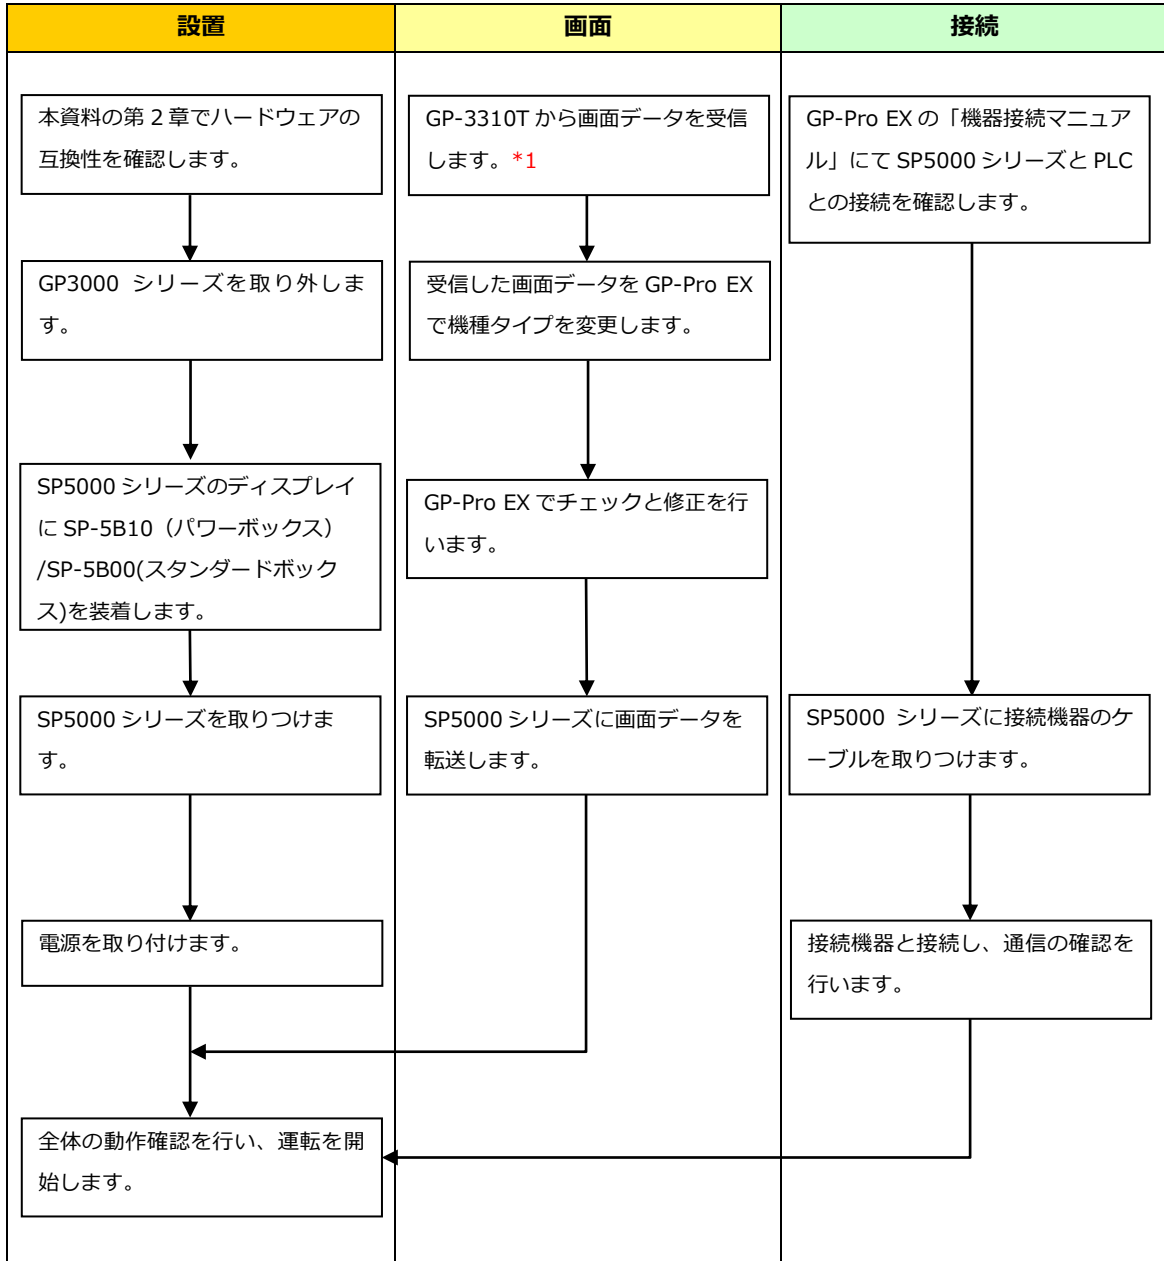 設置
画面
接続
本資料の第 2 章でハードウェアの
互換性を確認します。
GP3000 シリーズを取り外しま
す。
SP5000 シリーズのディスプレイ
に SP-5B10（パワーボックス）
/SP-5B00(スタンダードボック
ス)を装着します。
SP5000 シリーズを取りつけま
す。
電源を取り付けます。
全体の動作確認を行い、運転を開
始します。
GP-3310T から画面データを受信
します。*1
受信した画面データを GP-Pro EX
で機種タイプを変更します。
GP-Pro EX でチェックと修正を行
います。
SP5000 シリーズに画面データを
転送します。
GP-Pro EX の「機器接続マニュア
ル」にて SP5000 シリーズと PLC
との接続を確認します。
SP5000 シリーズに接続機器のケ
ーブルを取りつけます。
接続機器と接続し、通信の確認を
行います。